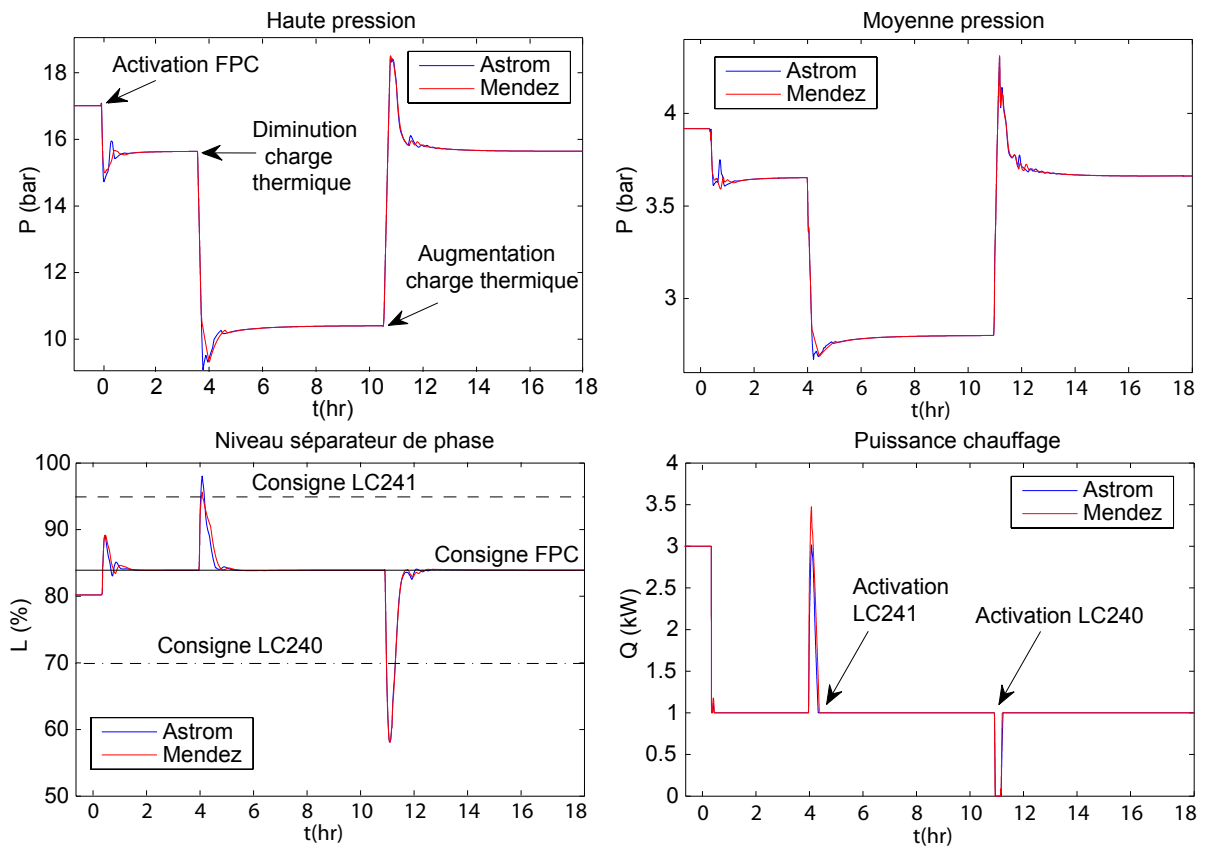 Haute pression
18
16
14
12
10
P (bar)
Activation FPC
Astrom
Mendez
Diminution
charge
thermique
Augmentation
charge thermique
0 2 4 6 8 10 12 14 16 18
t(hr)
Moyenne pression
4
3.5
3
P (bar)
Astrom
Mendez
0 2 4 6 8 10 12 14 16 18
t(hr)
Niveau séparateur de phase
100
90
80
70
60
50
L (%)
Consigne LC241
Consigne FPC
Consigne LC240
Astrom
Mendez
0 2 4 6 8 10 12 14 16 18
t(hr)
Puissance chauffage
4
3.5
3
2.5
2
1.5
1
0.5
0
Q (kW)
Astrom
Mendez
Activation
LC241
Activation LC240
0 2 4 6 8 10 12 14 16 18
t(hr)